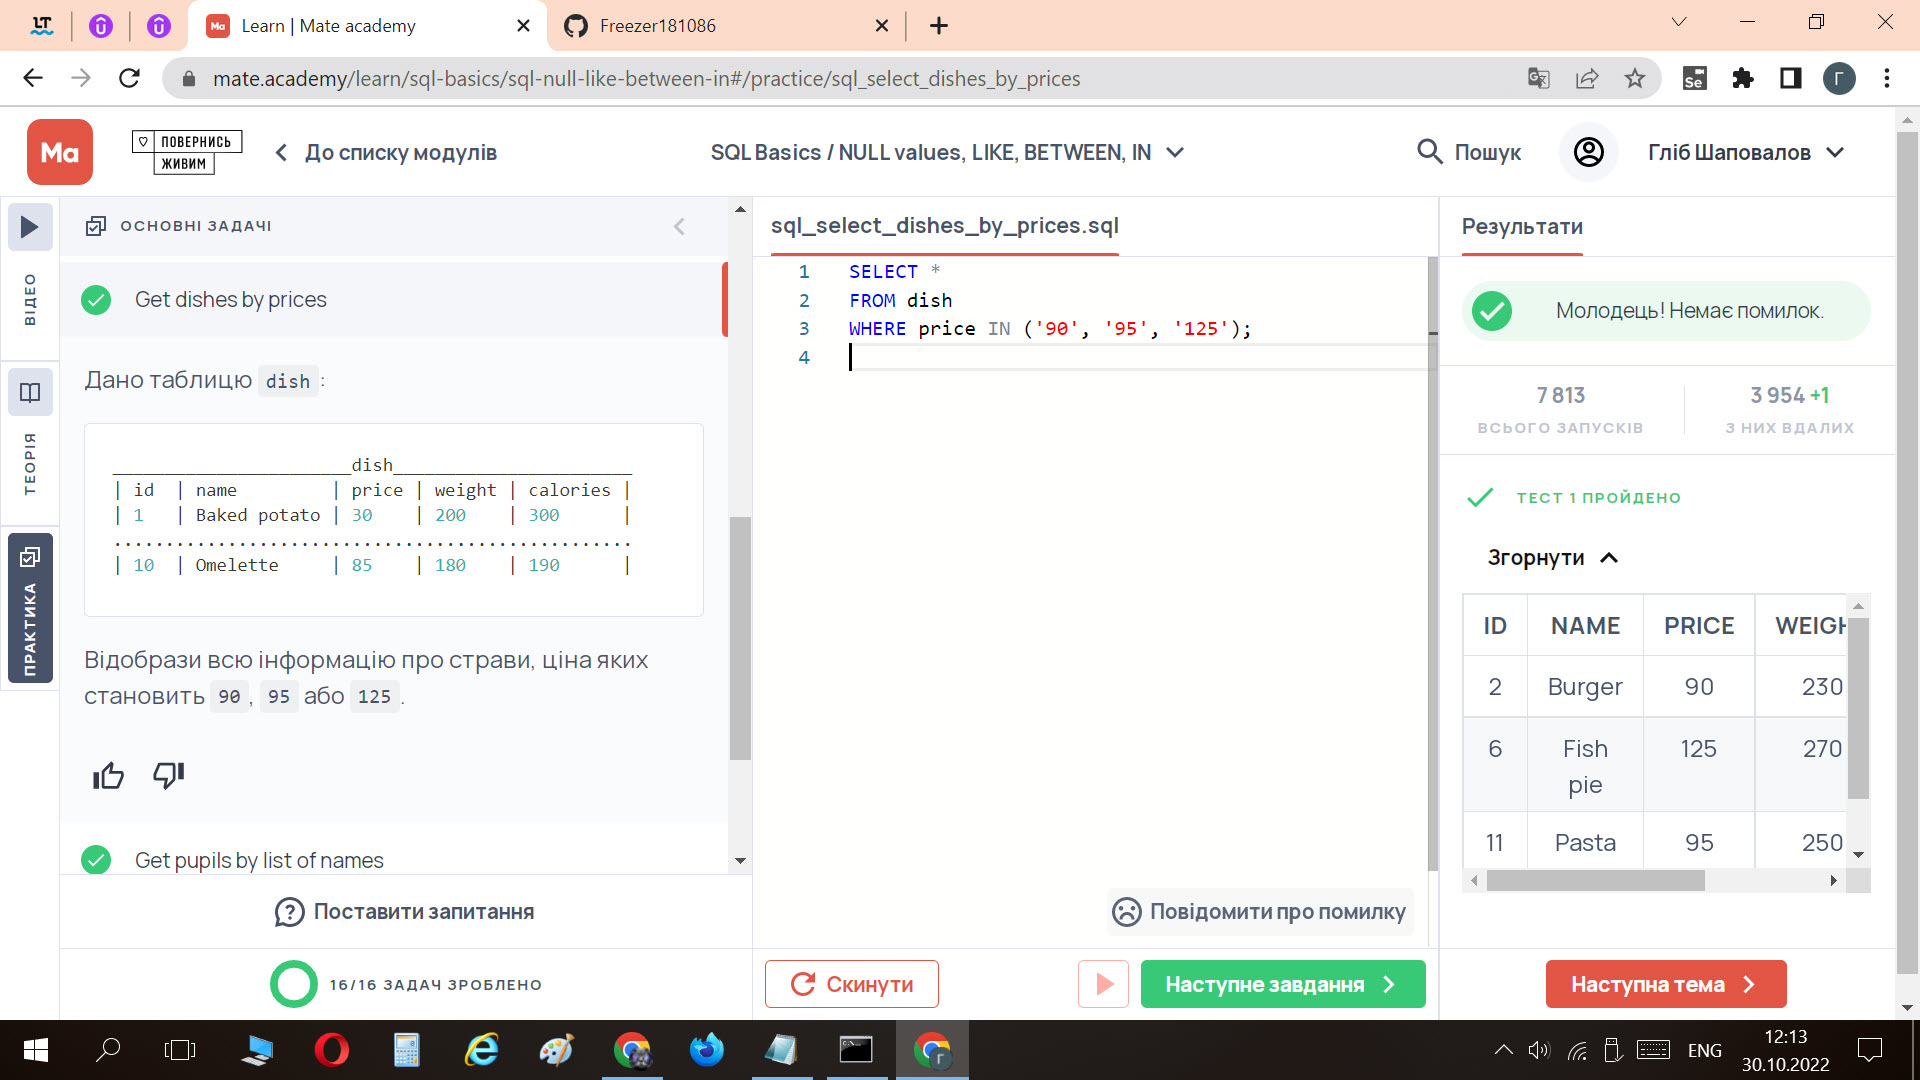 Learn | Mate academy
Freezer181086
mate.academy/learn/sql-basics/sql-null-like-between-in#/practice/sql_select_dishes_by_prices
Se
Г
Ma
ПОВЕРНИСЬ
ЖИВИМ
До списку модулів
SQL Basics / NULL values, LIKE, BETWEEN, IN
Пошук
Гліб Шаповалов
ВІДЕО
ТЕОРІЯ
ПРАКТИКА
ОСНОВНІ ЗАДАЧІ
Get dishes by prices
Дано таблицю dish :
_______________________dish_______________________
| id | name | price | weight | calories |
| 1 | Baked potato | 30 | 200 | 300 |
..................................................
| 10 | Omelette | 85 | 180 | 190 |
Відобрази всю інформацію про страви, ціна яких
становить 90 , 95 або 125 .
Get pupils by list of names
Поставити запитання
16/16 ЗАДАЧ ЗРОБЛЕНО
sql_select_dishes_by_prices.sql
1 SELECT *
2 FROM dish
3 WHERE price IN ('90', '95', '125');
4
Повідомити про помилку
Скинути
Наступне завдання
Результати
Молодець! Немає помилок.
7 813
ВСЬОГО ЗАПУСКІВ
3 954 +1
З НИХ ВДАЛИХ
ТЕСТ 1 ПРОЙДЕНО
Згорнути
ID NAME PRICE WEIGH
2 Burger 90 230
6 Fish pie 125 270
11 Pasta 95 250
Наступна тема
ENG
12:13
30.10.2022